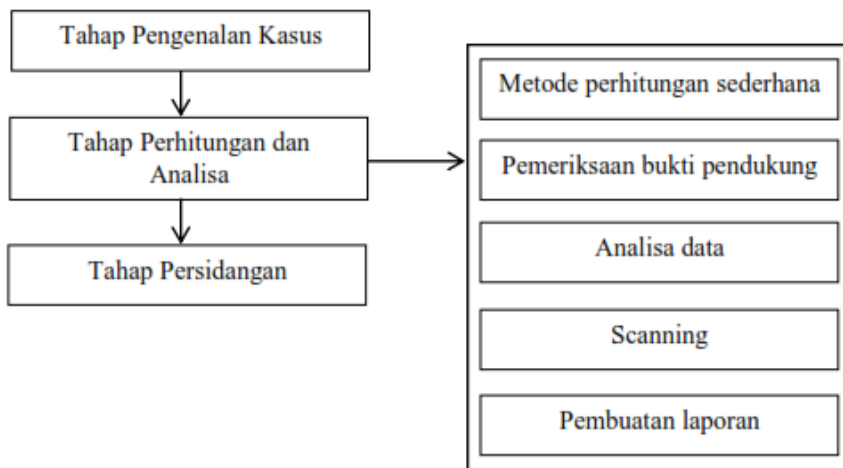 Tahap Pengenalan Kasus
Tahap Perhitungan dan
Analisa
Tahap Persidangan
Metode perhitungan sederhana
Pemeriksaan bukti pendukung
Analisa data
Scanning
Pembuatan laporan